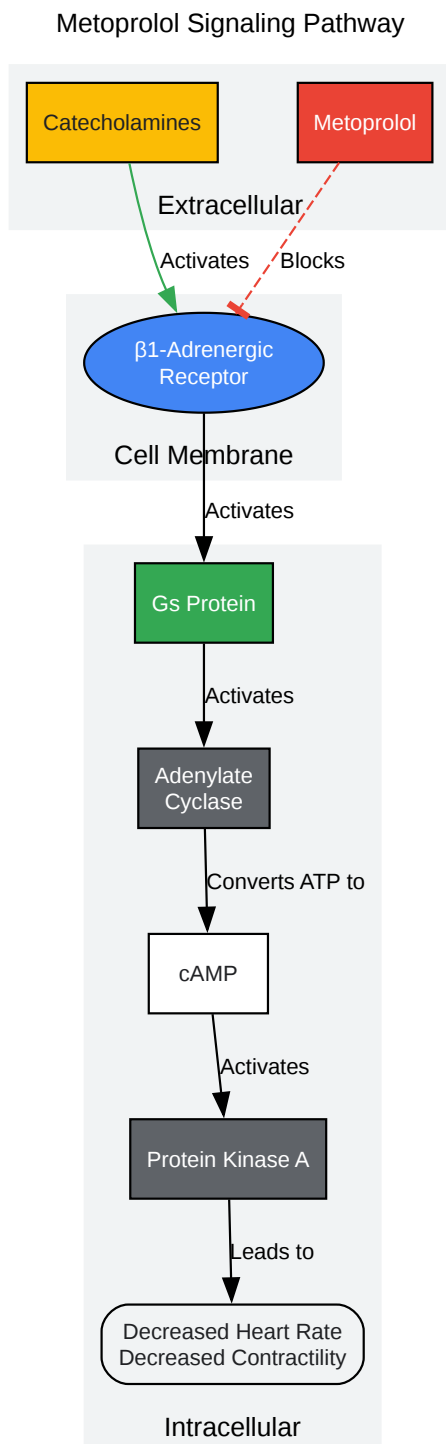 Metoprolol Signaling Pathway
Catecholamines
Metoprolol
Extracellular
Activates
Blocks
β1-Adrenergic
Receptor
Cell Membrane
Activates
Gs Protein
Activates
Adenylate
Cyclase
Converts ATP to
cAMP
Activates
Protein Kinase A
Leads to
Decreased Heart Rate
Decreased Contractility
Intracellular